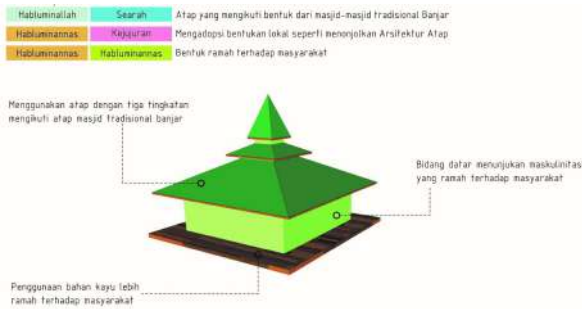 Habluminallah Searah Atap yang mengikuti bentuk dari masjid-masjid tradisional Banjar
Habluminannas Kejujuran Mengadopsi bentukan lokal seperti menonjolkan Arsitektur Atap
Habluminannas Habluminannas Bentuk ramah terhadap masyarakat
Menggunakan atap dengan tiga tingkatan
mengikuti atap masjid tradisional banjar
Bidang datar menunjukan maskulinitas
yang ramah terhadap masyarakat
Penggunaan bahan kayu lebih
ramah terhadap masyarakat